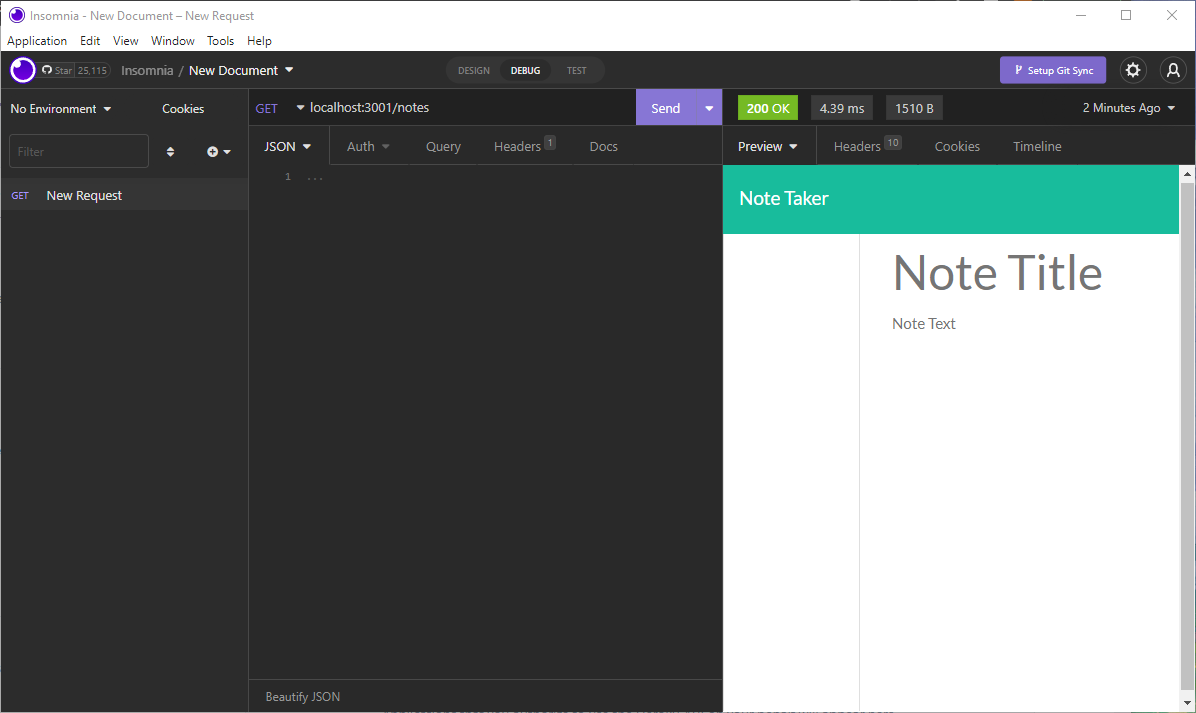 Insomnia - New Document – New Request
Application Edit View Window Tools Help
Star 25,115 Insomnia / New Document DESIGN DEBUG TEST Setup Git Sync
No Environment Cookies
GET localhost:3001/notes Send
200 OK 4.39 ms 1510 B 2 Minutes Ago
Filter
JSON Auth Query Headers 1 Docs
Preview Headers 10 Cookies Timeline
GET New Request
1 ...
Note Taker
Note Title
Note Text
Beautify JSON